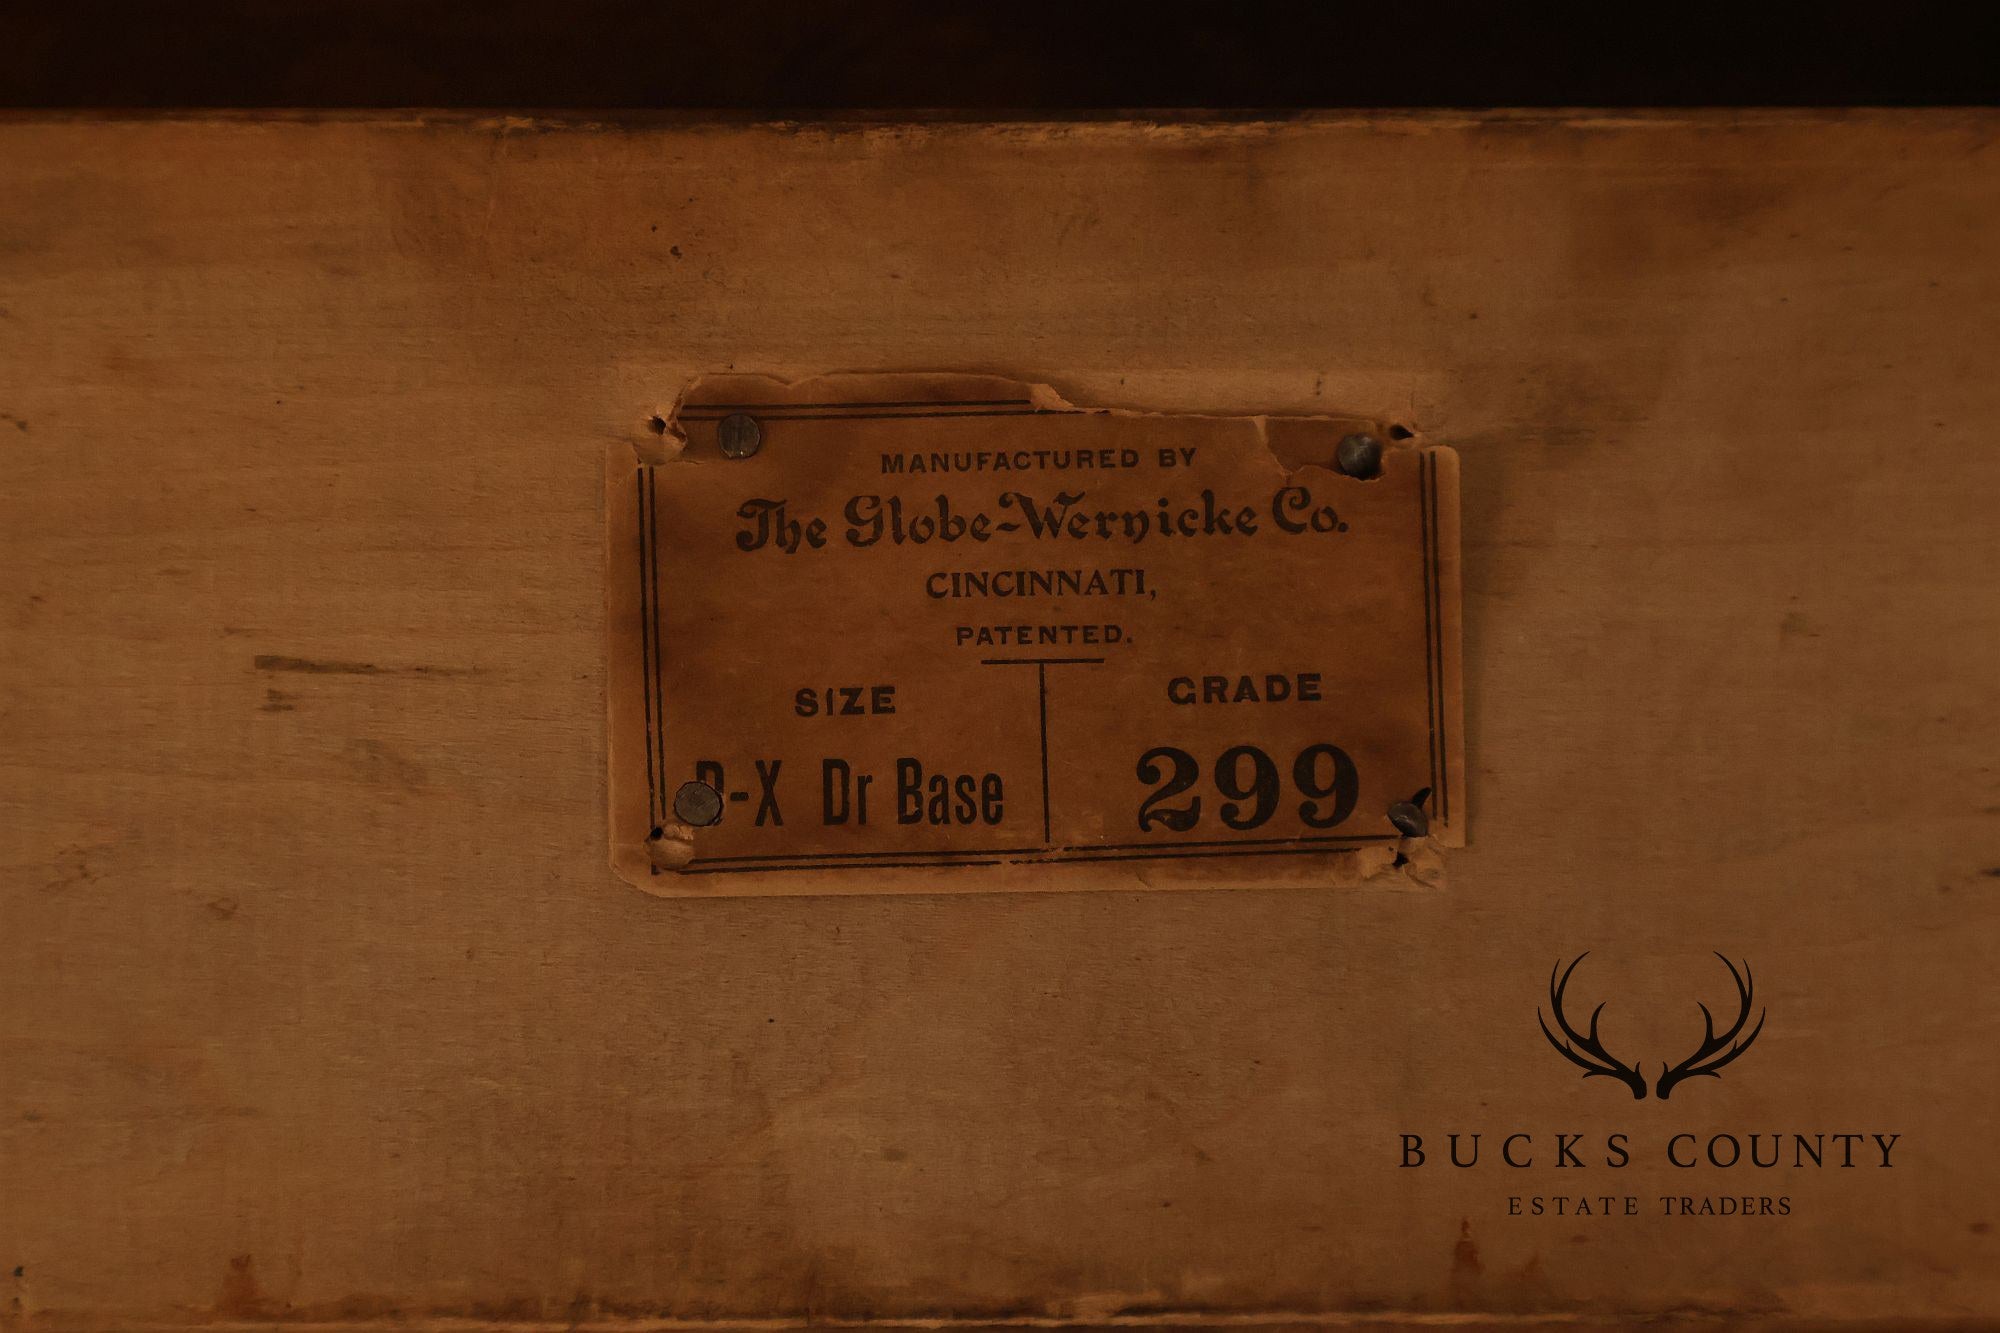 MANUFACTURED BY
The Globe-Wernicke Co.
CINCINNATI,
PATENTED.
SIZE
GRADE
Dr Base
299
BUCKS COUNTY
ESTATE TRADERS